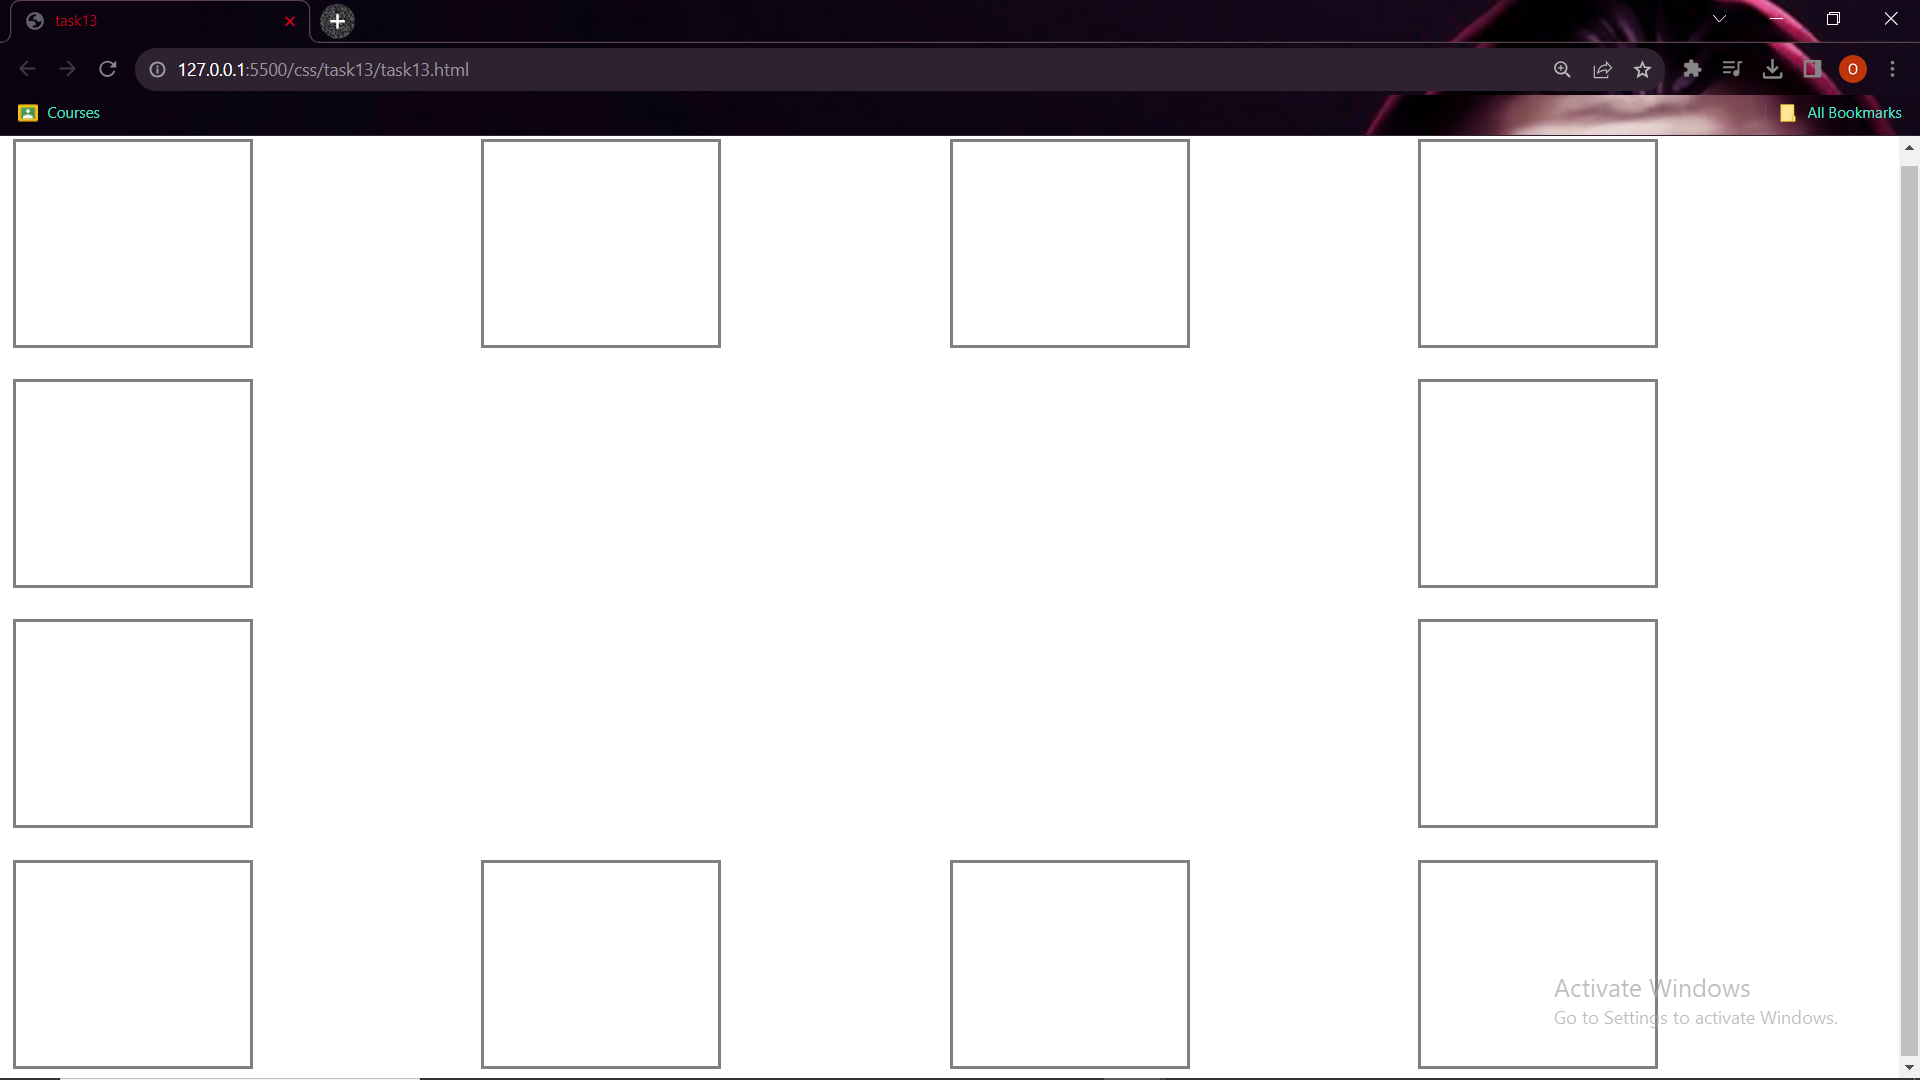 task13
127.0.0.1:5500/css/task13/task13.html
O
Courses
All Bookmarks
Activate Windows
Go to Settings to activate Windows.